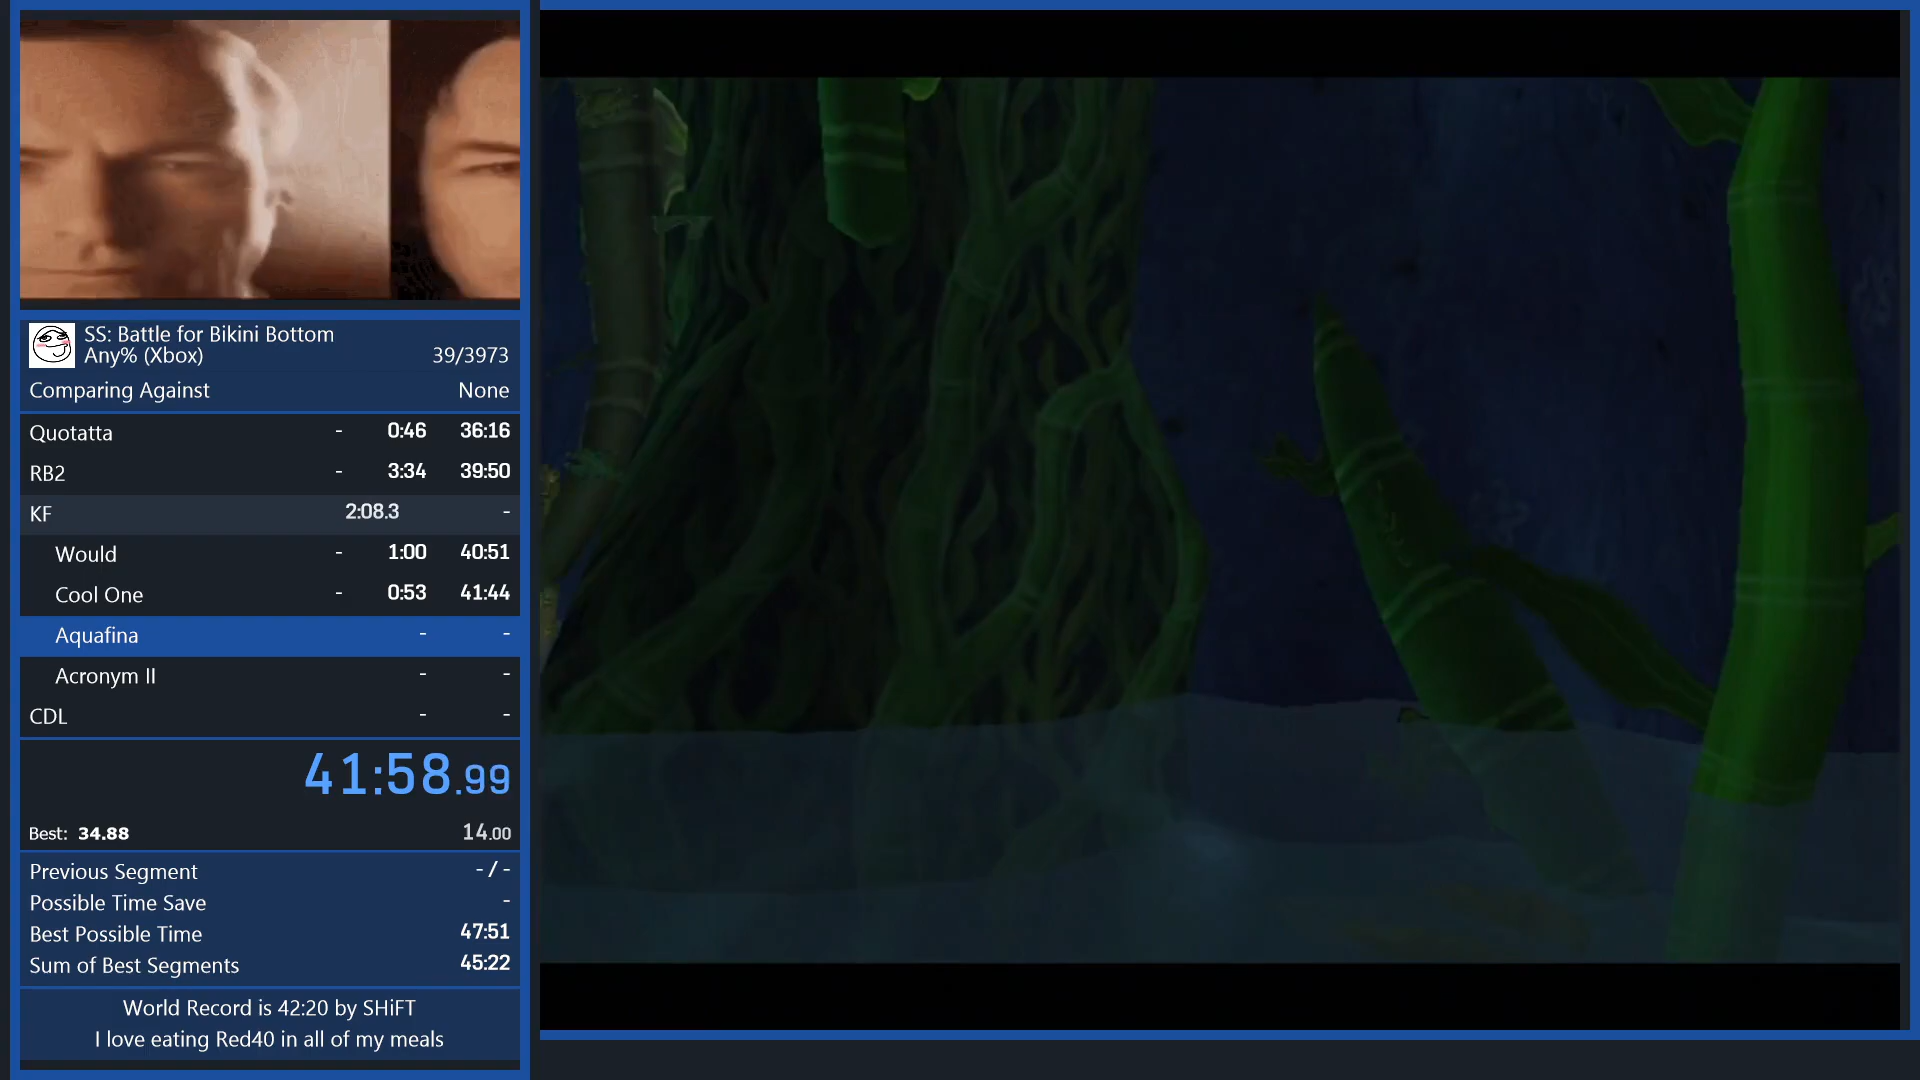 SS: Battle for Bikini Bottom
Any% (Xbox) 39/3973
Comparing Against None
Quotatta - 0:46 36:16
RB2 - 3:34 39:50
KF 2:08.3 -
Would - 1:00 40:51
Cool One - 0:53 41:44
Aquafina - -
Acronym II - -
CDL - -
41:58.99
Best: 34.88 14.00
Previous Segment - / -
Possible Time Save -
Best Possible Time 47:51
Sum of Best Segments 45:22
World Record is 42:20 by SHiFT
I love eating Red40 in all of my meals